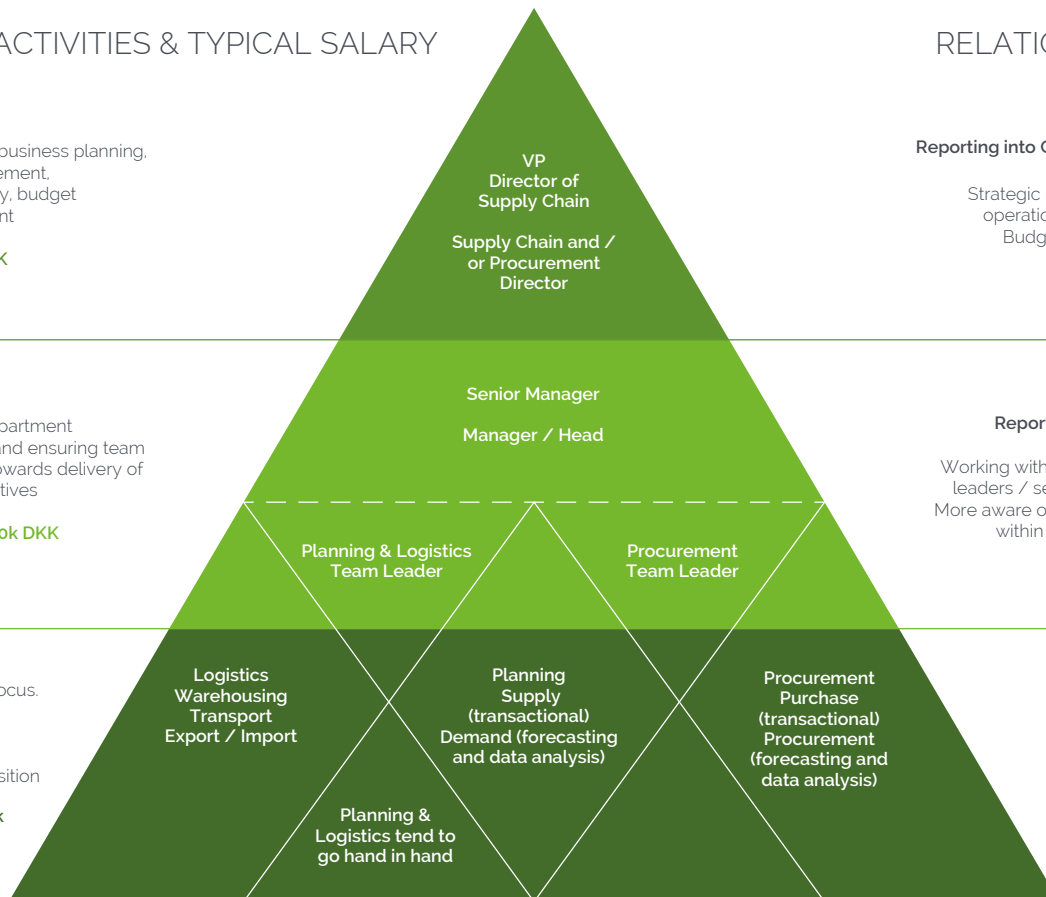 ACTIVITIES & TYPICAL SALARY
business planning,
ement,
y, budget
nt
K
partment
and ensuring team
owards delivery of
tives
0k DKK
ocus.
sition
k
VP
Director of
Supply Chain
Supply Chain and /
or Procurement
Director
Senior Manager
Manager / Head
Planning & Logistics
Team Leader
Procurement
Team Leader
Logistics
Warehousing
Transport
Export / Import
Planning
Supply
(transactional)
Demand (forecasting
and data analysis)
Procurement
Purchase
(transactional)
Procurement
(forecasting and
data analysis)
Planning &
Logistics tend to
go hand in hand
RELATIO
Reporting into
Strategic
operatio
Budg
Repor
Working with
leaders / se
More aware o
within